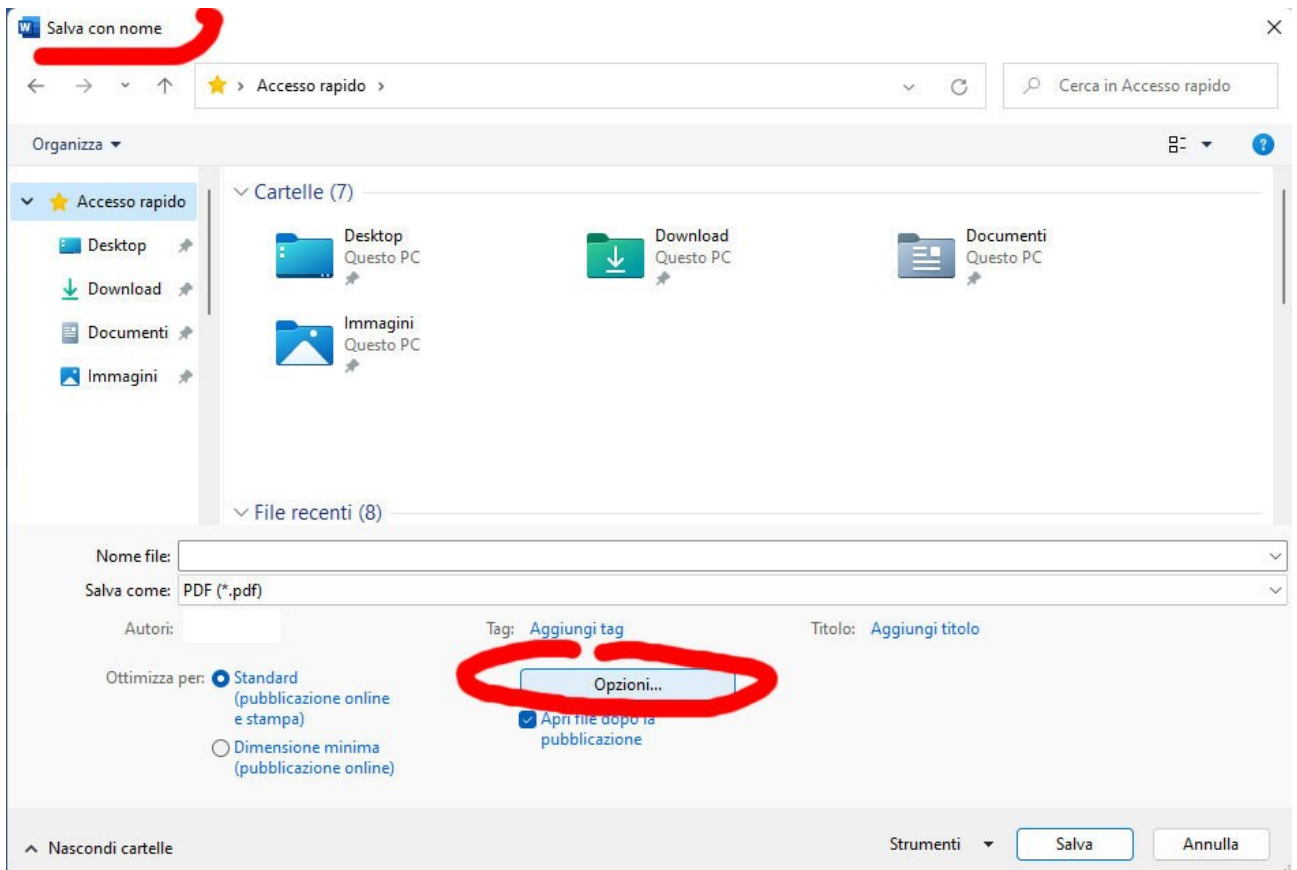 Salva con nome
Accesso rapido
Cerca in Accesso rapido
Organizza
Accesso rapido
Desktop
Download
Documenti
Immagini
Cartelle (7)
Desktop
Questo PC
Download
Questo PC
Documenti
Questo PC
Immagini
Questo PC
File recenti (8)
Nome file:
Salva come: PDF (*.pdf)
Autori:
Tag: Aggiungi tag
Titolo: Aggiungi titolo
Ottimizza per: Standard
(pubblicazione online
e stampa)
Dimensione minima
(pubblicazione online)
Opzioni...
Apri file dopo la
pubblicazione
Nascondi cartelle
Strumenti
Salva
Annulla